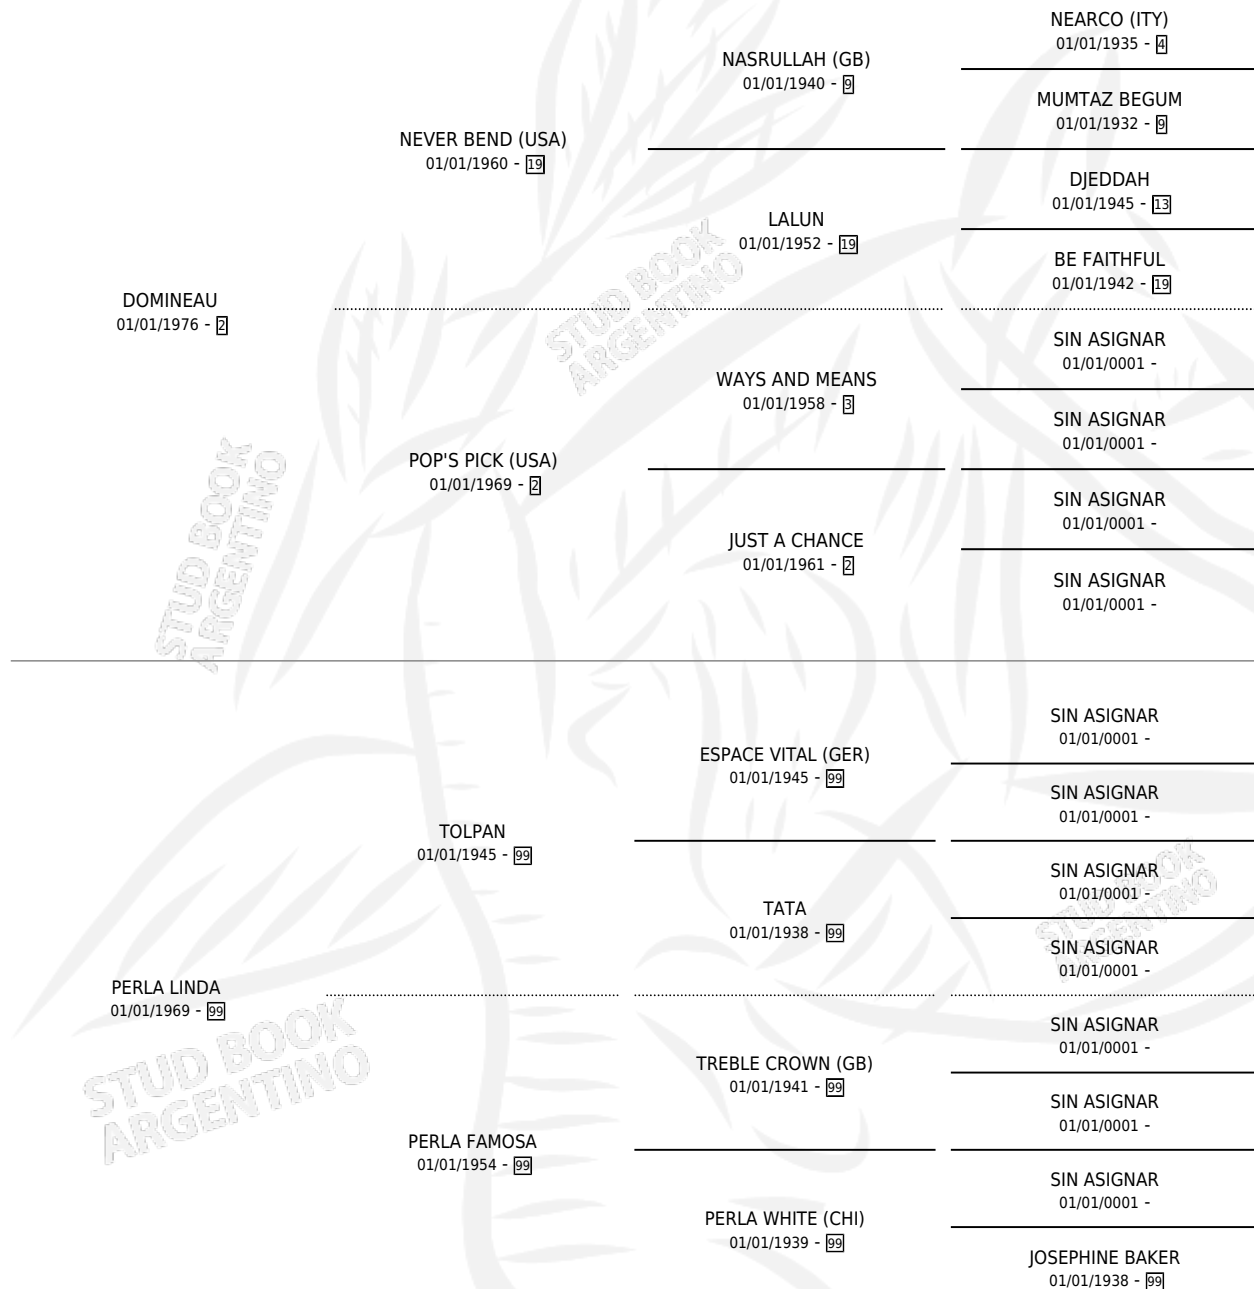 NEARCO (ITY)
01/01/1935 - 4
NASRULLAH (GB)
01/01/1940 - 9
MUMTAZ BEGUM
01/01/1932 - 9
NEVER BEND (USA)
01/01/1960 - 19
DJEDDAH
01/01/1945 - 13
LALUN
01/01/1952 - 19
BE FAITHFUL
01/01/1942 - 19
DOMINEAU
01/01/1976 - 2
STUD BOOK
ARGENTINO
SIN ASIGNAR
01/01/0001 -
WAYS AND MEANS
01/01/1958 - 3
SIN ASIGNAR
01/01/0001 -
POP'S PICK (USA)
01/01/1969 - 2
SIN ASIGNAR
01/01/0001 -
JUST A CHANCE
01/01/1961 - 2
SIN ASIGNAR
01/01/0001 -
STUD BOOK
ARGENTINO
SIN ASIGNAR
01/01/0001 -
ESPACE VITAL (GER)
01/01/1945 - 99
SIN ASIGNAR
01/01/0001 -
TOLPAN
01/01/1945 - 99
SIN ASIGNAR
01/01/0001 -
TATA
01/01/1938 - 99
STUD BOOK
ARGENTINO
SIN ASIGNAR
01/01/0001 -
PERLA LINDA
01/01/1969 - 99
STUD BOOK
ARGENTINO
SIN ASIGNAR
01/01/0001 -
TREBLE CROWN (GB)
01/01/1941 - 99
SIN ASIGNAR
01/01/0001 -
PERLA FAMOSA
01/01/1954 - 99
SIN ASIGNAR
01/01/0001 -
PERLA WHITE (CHI)
01/01/1939 - 99
JOSEPHINE BAKER
01/01/1938 - 99